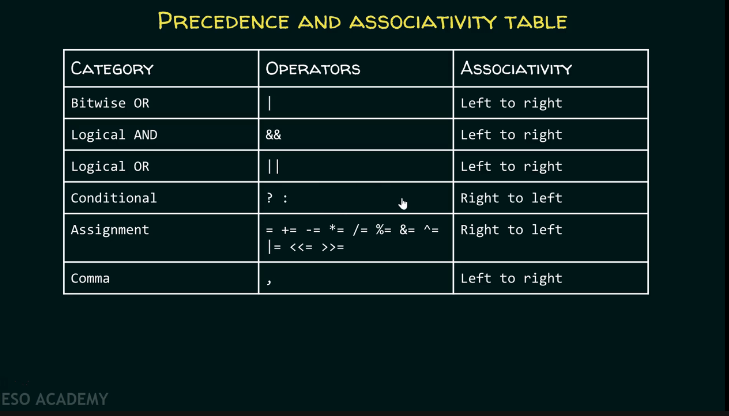 PRECEDENCE AND ASSOCIATIVITY TABLE
CATEGORY OPERATORS ASSOCIATIVITY
Bitwise OR | Left to right
Logical AND && Left to right
Logical OR || Left to right
Conditional ? : Right to left
Assignment = += -= *= /= %= &= ^= Right to left
|= <<= >>=
Comma , Left to right
ESO ACADEMY